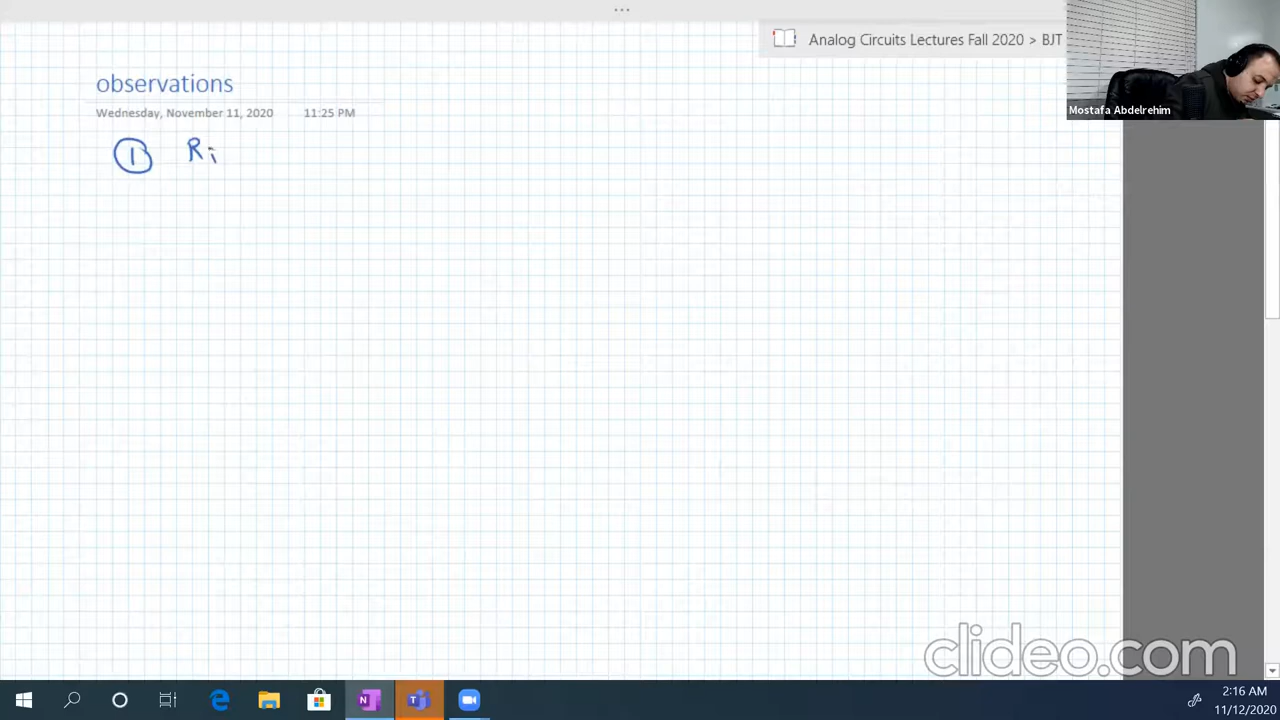 ...
Analog Circuits Lectures Fall 2020 > BJT
Mostafa Abdelrehim
observations
Wednesday, November 11, 2020 11:25 PM
① Ri
clideo.com
2:16 AM
11/12/2020